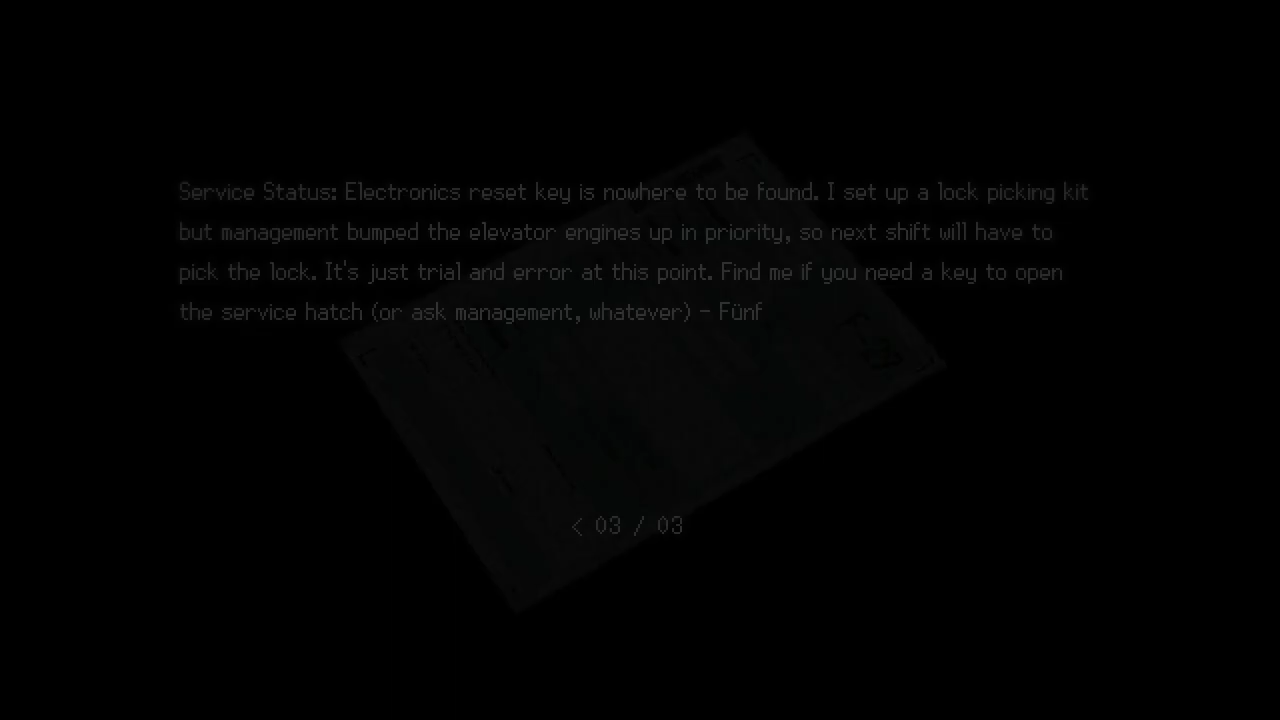 Service Status: Electronics reset key is nowhere to be found. I set up a lock picking kit
but management bumped the elevator engines up in priority, so next shift will have to
pick the lock. It's just trial and error at this point. Find me if you need a key to open
the service hatch (or ask management, whatever) - Fünf
< 03 / 03